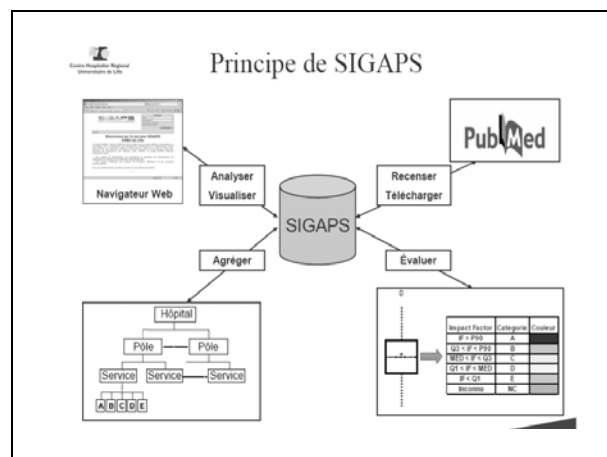 Centre Hospitalier Régional
Universitaire de Lille
Principe de SIGAPS
SIGAPS
Navigateur Web
Analyser
Visualiser
PubMed
Recenser
Télécharger
SIGAPS
Agréger
Évaluer
Hôpital
Pôle Pôle
Service Service Service
A B C D E
0
Impact Factor Categorie Couleur
IF > P90 A
Q3 < IF < P90 B
MED < IF < Q3 C
Q1 < IF < MED D
IF < Q1 E
Inconnu NC